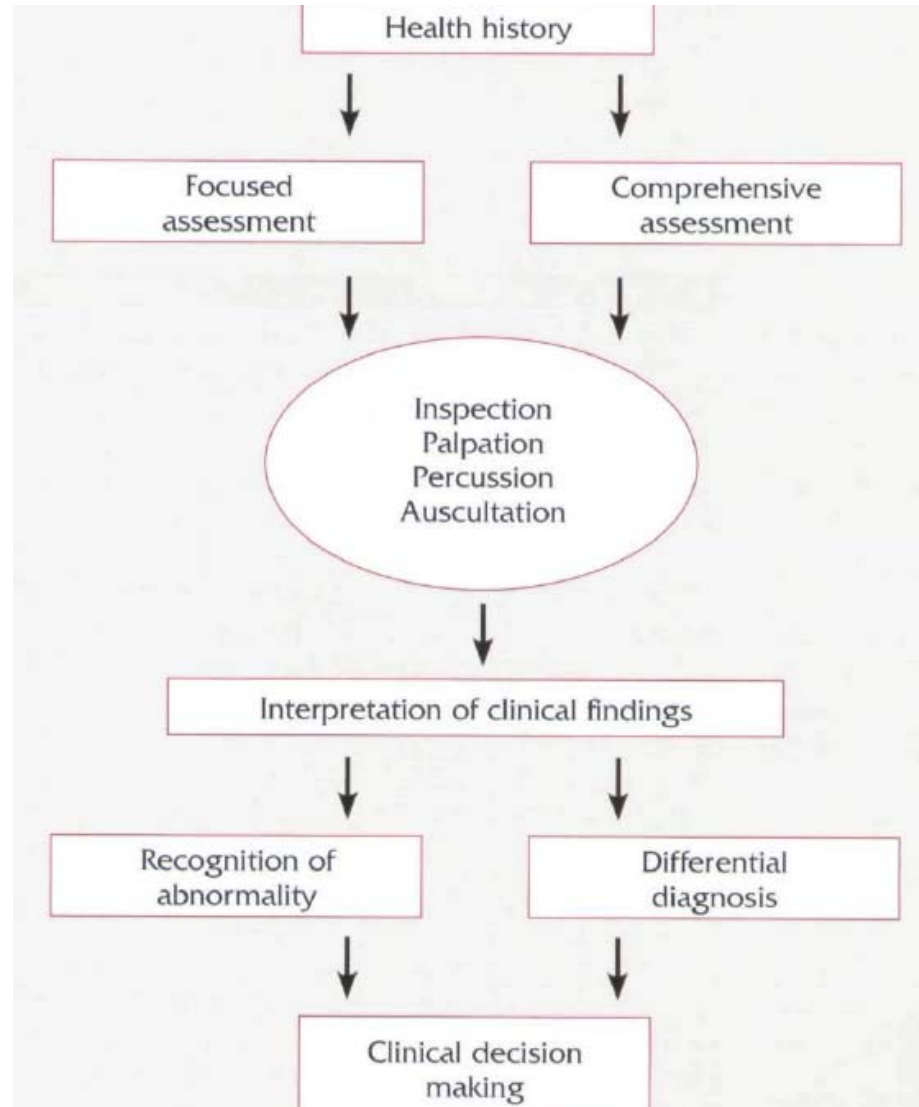 Health history
Focused
assessment
Comprehensive
assessment
Inspection
Palpation
Percussion
Auscultation
Interpretation of clinical findings
Recognition of
abnormality
Differential
diagnosis
Clinical decision
making